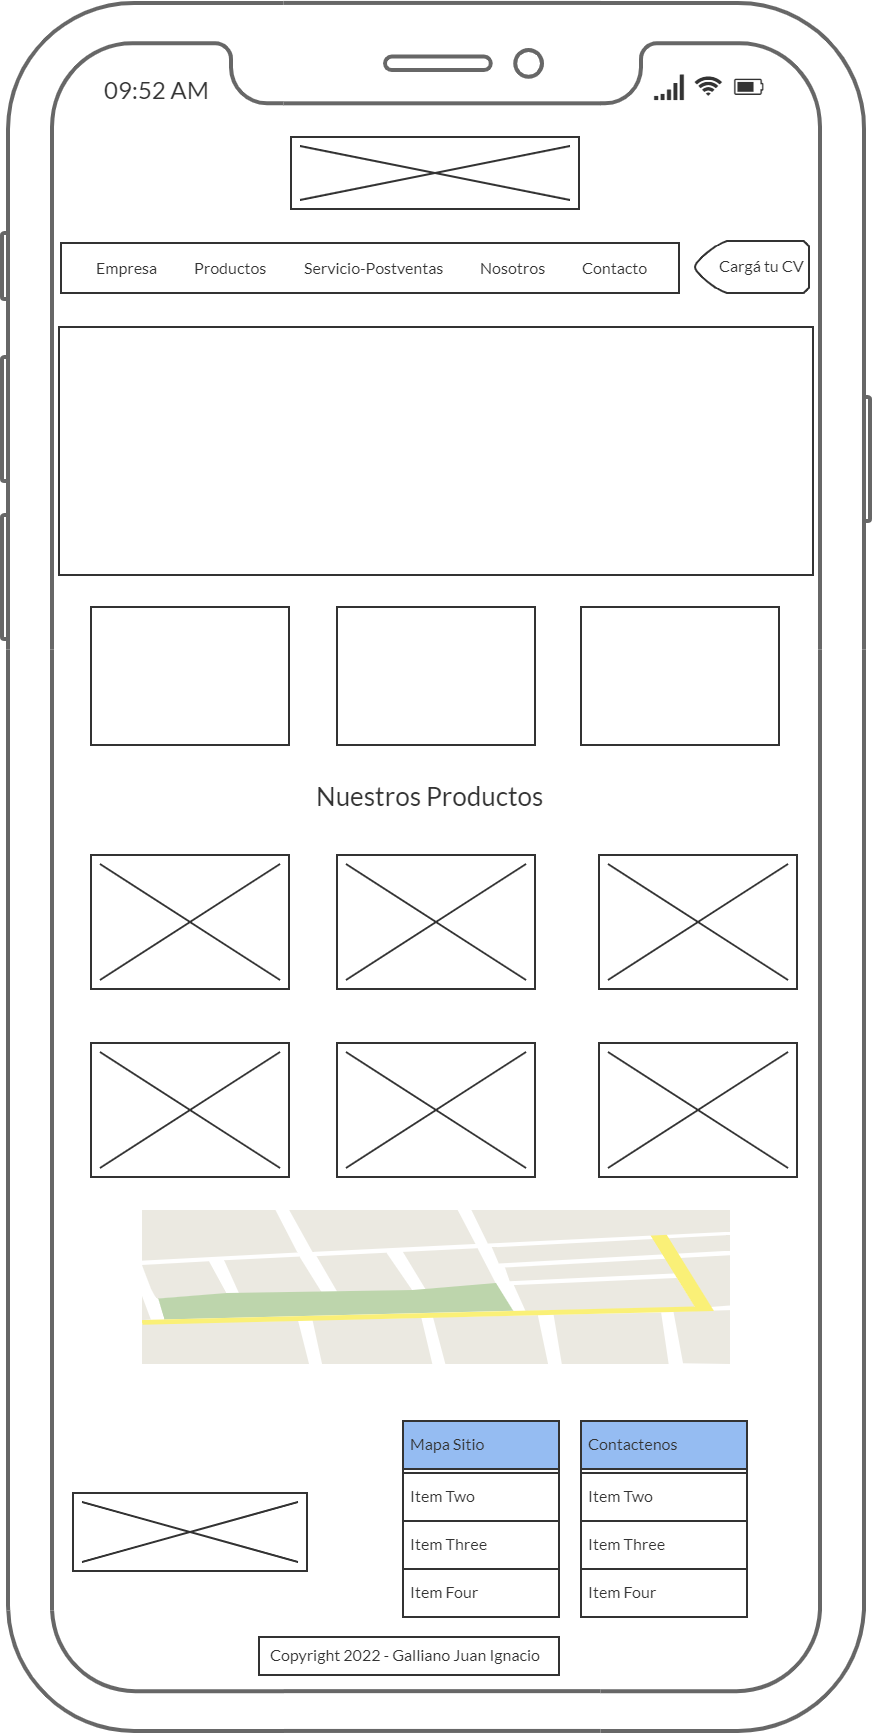 09:52 AM
Empresa Productos Servicio-Postventas Nosotros Contacto Cargá tu CV
Nuestros Productos
Mapa Sitio
Item Two
Item Three
Item Four
Contactenos
Item Two
Item Three
Item Four
Copyright 2022 - Galliano Juan Ignacio